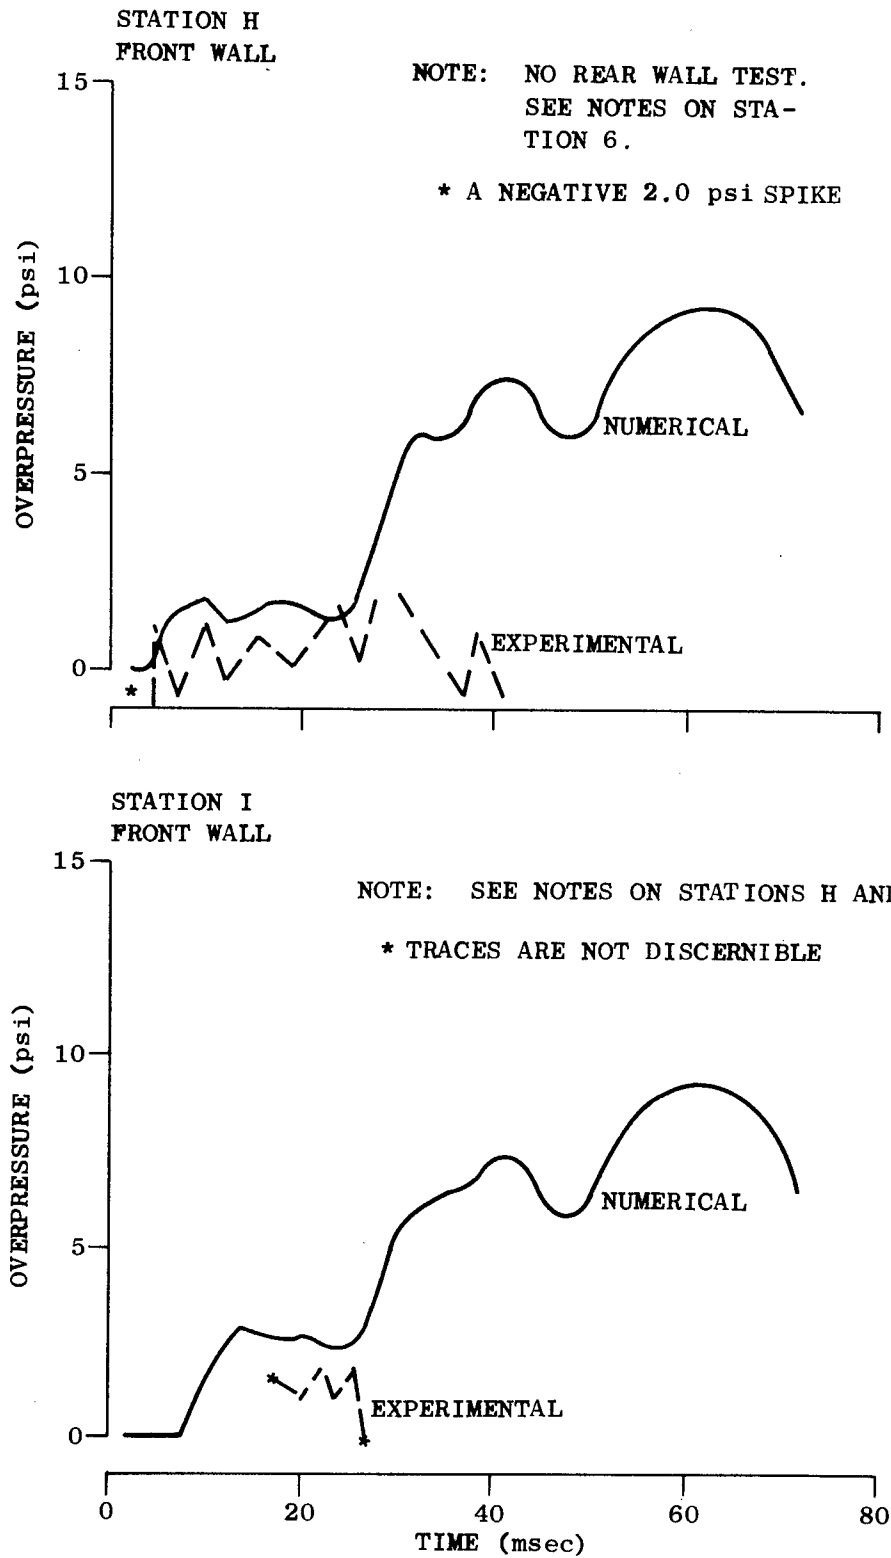 STATION H
FRONT WALL
NOTE: NO REAR WALL TEST.
SEE NOTES ON STA-
TION 6.
* A NEGATIVE 2.0 psi SPIKE
15
10
5
0
OVERPRESSURE (psi)
NUMERICAL
EXPERIMENTAL
*
STATION I
FRONT WALL
NOTE: SEE NOTES ON STATIONS H AND
* TRACES ARE NOT DISCERNIBLE
15
10
5
0
OVERPRESSURE (psi)
NUMERICAL
*
EXPERIMENTAL
*
0 20 40 60 80
TIME (msec)